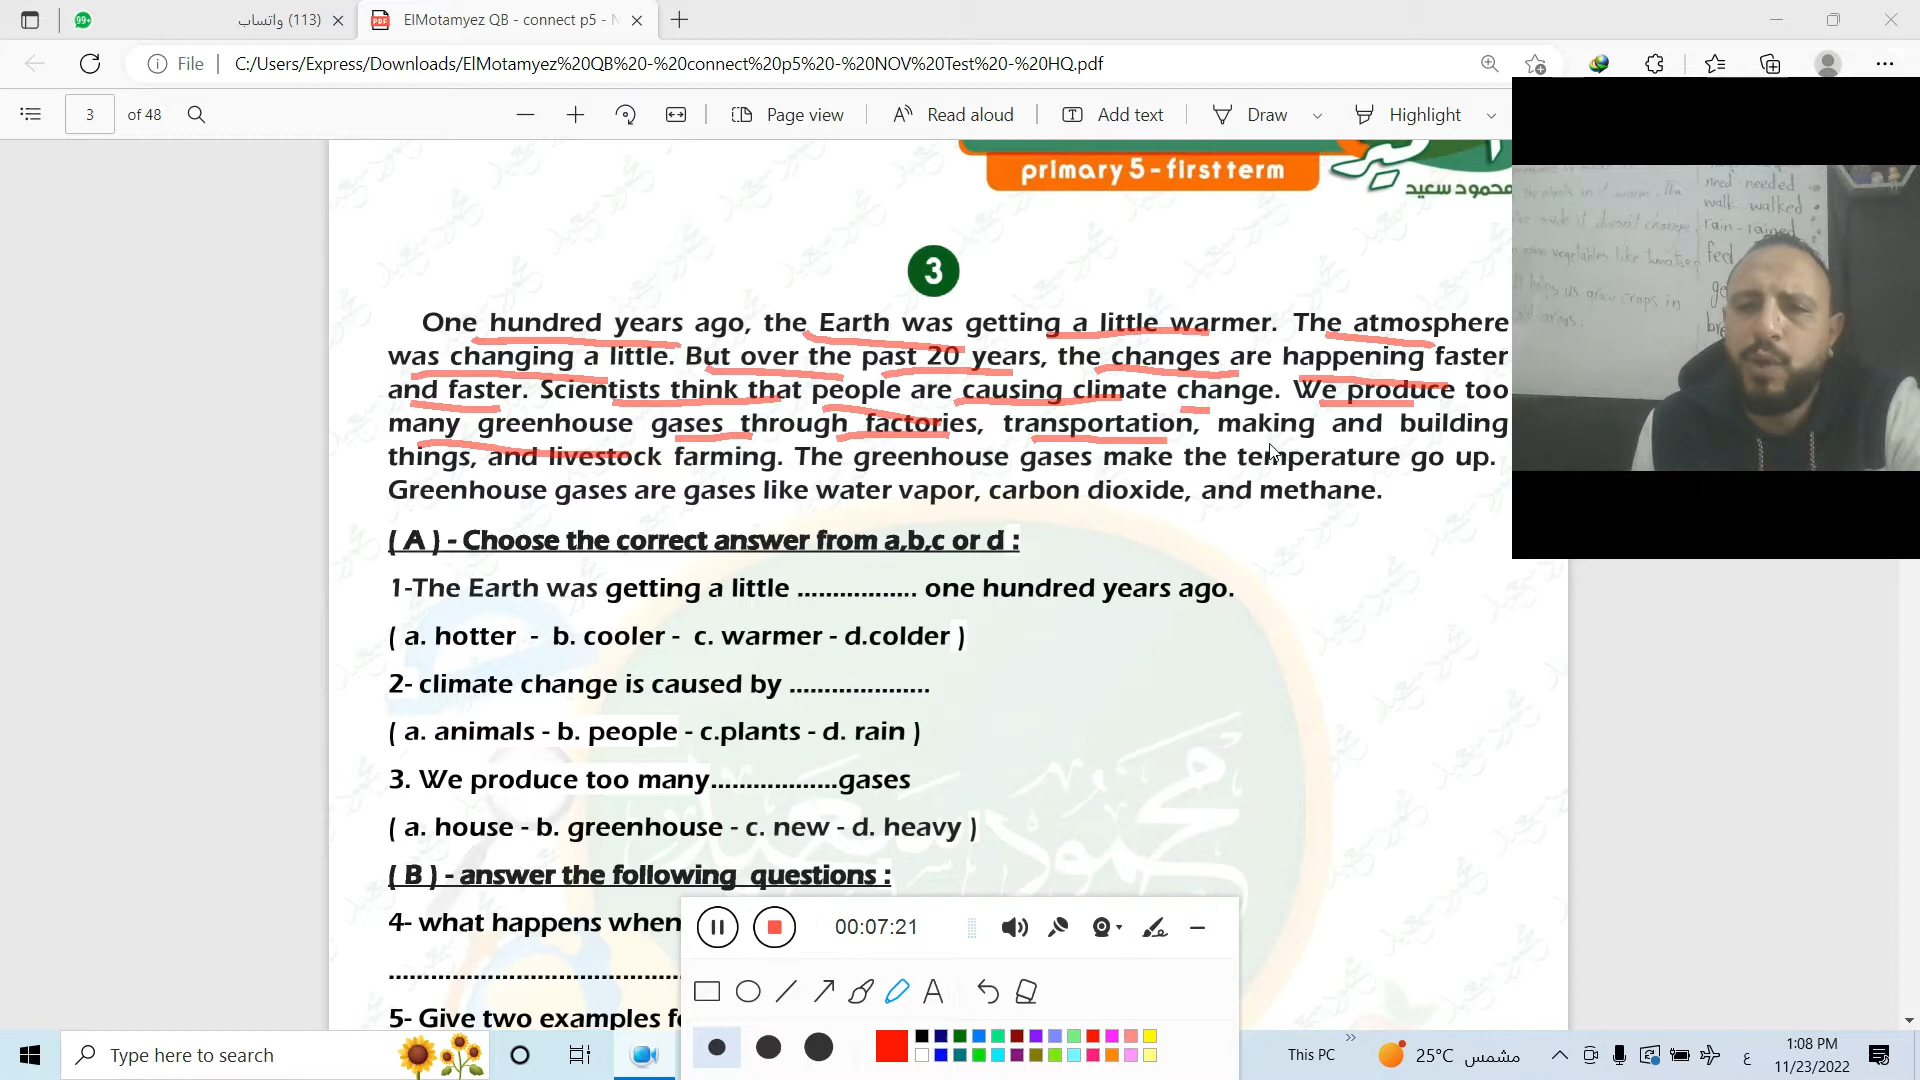 99+
(113) واتساب
ElMotamyez QB - connect p5 - N
File
C:/Users/Express/Downloads/ElMotamyez%20QB%20-%20connect%20p5%20-%20NOV%20Test%20-%20HQ.pdf
3 of 48
Page view
Read aloud
Add text
Draw
Highlight
primary 5 - first term
محمود سعيد
3
One hundred years ago, the Earth was getting a little warmer. The atmosphere
was changing a little. But over the past 20 years, the changes are happening faster
and faster. Scientists think that people are causing climate change. We produce too
many greenhouse gases through factories, transportation, making and building
things, and livestock farming. The greenhouse gases make the temperature go up.
Greenhouse gases are gases like water vapor, carbon dioxide, and methane.
( A ) - Choose the correct answer from a,b,c or d :
1-The Earth was getting a little ................. one hundred years ago.
( a. hotter - b. cooler - c. warmer - d.colder )
2- climate change is caused by ....................
( a. animals - b. people - c.plants - d. rain )
3. We produce too many..................gases
( a. house - b. greenhouse - c. new - d. heavy )
( B ) - answer the following questions :
4- what happens when
5- Give two examples fo
need needed
walk walked
rain - rained
feel
00:07:21
A
Type here to search
This PC
25°C مشمس
ع
1:08 PM
11/23/2022
محمود سعيد